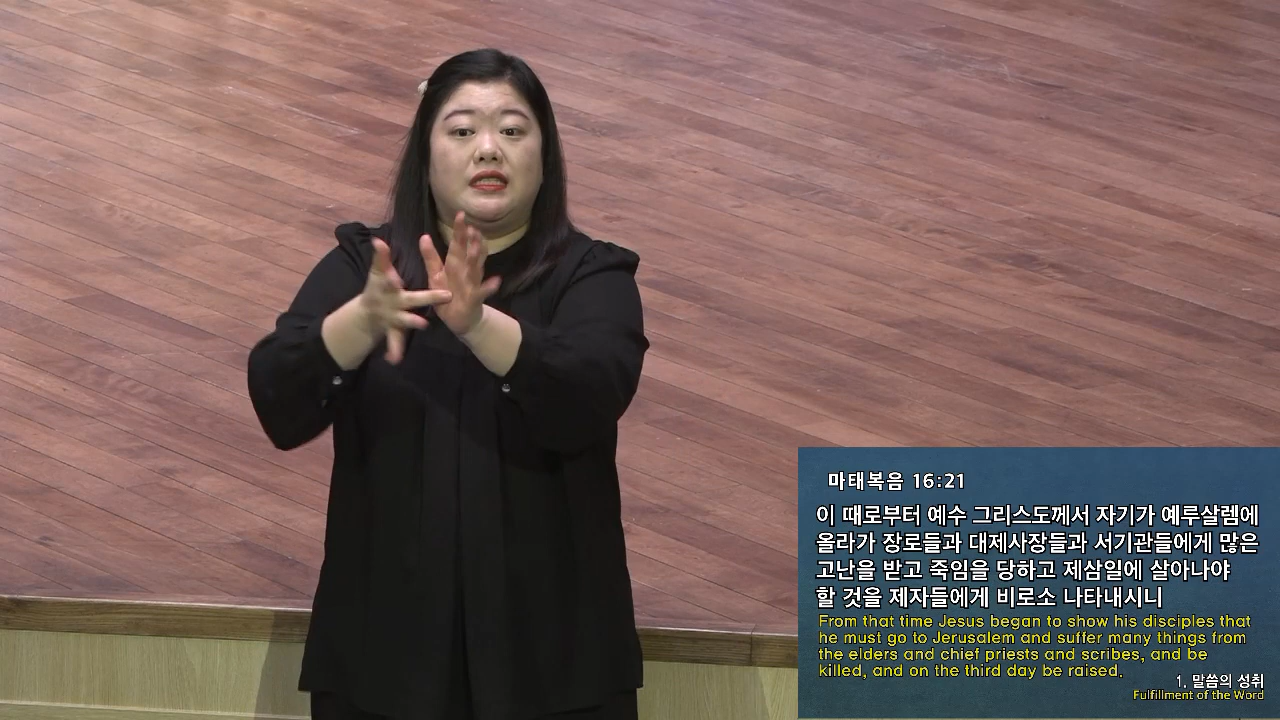 마태복음 16:21
이 때로부터 예수 그리스도께서 자기가 예루살렘에
올라가 장로들과 대제사장들과 서기관들에게 많은
고난을 받고 죽임을 당하고 제삼일에 살아나야
할 것을 제자들에게 비로소 나타내시니
From that time Jesus began to show his disciples that
he must go to Jerusalem and suffer many things from
the elders and chief priests and scribes, and be
killed, and on the third day be raised.
1. 말씀의 성취
Fulfillment of the Word